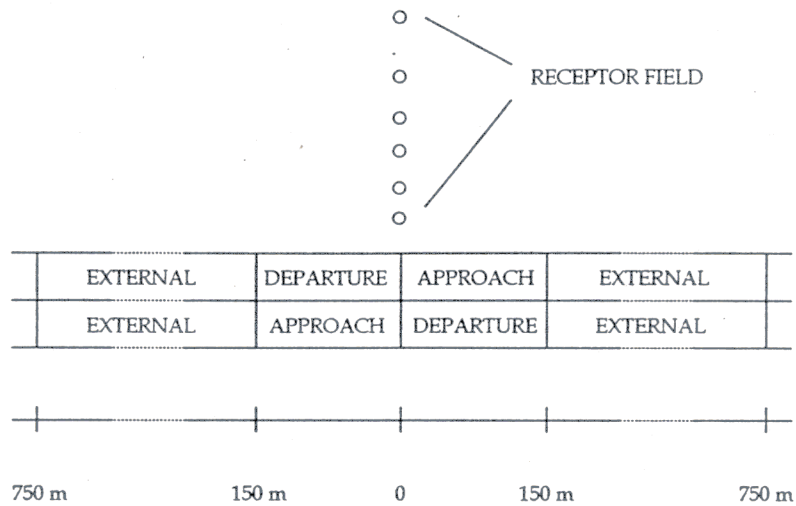 RECEPTOR FIELD
EXTERNAL DEPARTURE APPROACH EXTERNAL
EXTERNAL APPROACH DEPARTURE EXTERNAL
750 m 150 m 0 150 m 750 m